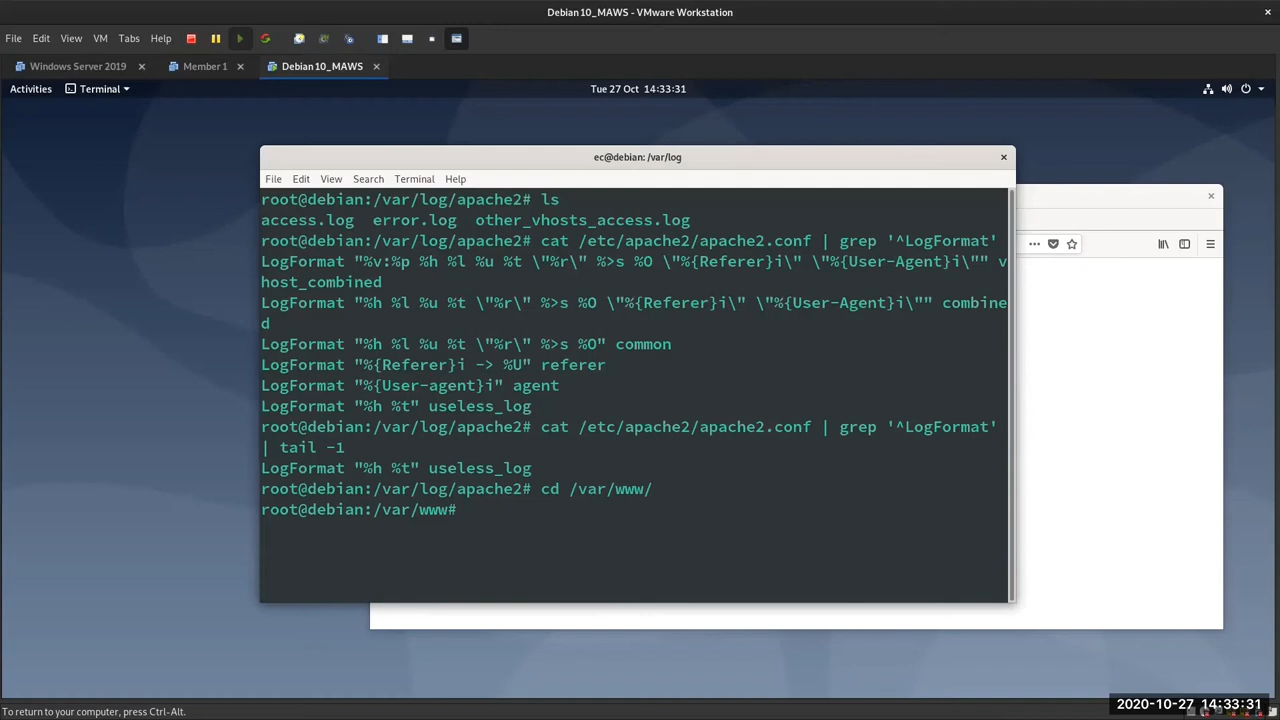 Debian10_MAWS - VMware Workstation
File Edit View VM Tabs Help
Windows Server 2019 Member1 Debian10_MAWS
Activities Terminal Tue 27 Oct 14:33:31
ec@debian: /var/log
File Edit View Search Terminal Help
root@debian:/var/log/apache2# ls
access.log error.log other_vhosts_access.log
root@debian:/var/log/apache2# cat /etc/apache2/apache2.conf | grep '^LogFormat'
LogFormat "%v:%p %h %l %u %t \"%r\" %>s %O \"%{Referer}i\" \"%{User-Agent}i\"" v
host_combined
LogFormat "%h %l %u %t \"%r\" %>s %O \"%{Referer}i\" \"%{User-Agent}i\"" combine
d
LogFormat "%h %l %u %t \"%r\" %>s %O" common
LogFormat "%{Referer}i -> %U" referer
LogFormat "%{User-agent}i" agent
LogFormat "%h %t" useless_log
root@debian:/var/log/apache2# cat /etc/apache2/apache2.conf | grep '^LogFormat'
| tail -1
LogFormat "%h %t" useless_log
root@debian:/var/log/apache2# cd /var/www/
root@debian:/var/www#
To return to your computer, press Ctrl-Alt.
2020-10-27 14:33:31